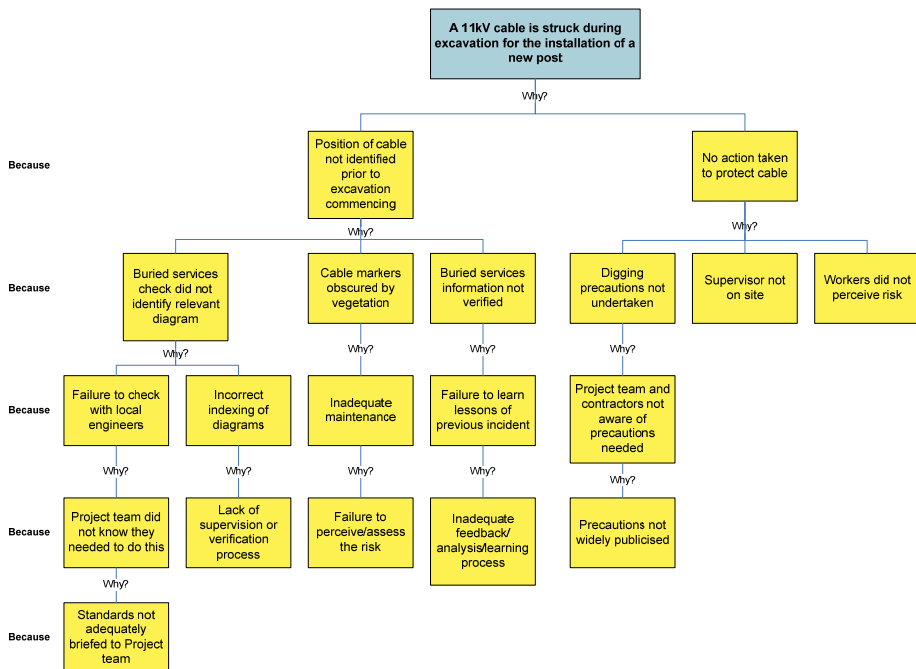 A 11kV cable is struck during
excavation for the installation of a
new post
Why?
Because
Position of cable
not identified
prior to
excavation
commencing
No action taken
to protect cable
Why?
Why?
Because
Buried services
check did not
identify relevant
diagram
Cable markers
obscured by
vegetation
Buried services
information not
verified
Digging
precautions not
undertaken
Supervisor not
on site
Workers did not
perceive risk
Why?
Why?
Why?
Why?
Because
Failure to check
with local
engineers
Incorrect
indexing of
diagrams
Inadequate
maintenance
Failure to learn
lessons of
previous incident
Project team and
contractors not
aware of
precautions
needed
Why?
Why?
Why?
Why?
Why?
Because
Project team did
not know they
needed to do this
Lack of
supervision or
verification
process
Failure to
perceive/assess
the risk
Inadequate
feedback/
analysis/learning
process
Precautions not
widely publicised
Why?
Because
Standards not
adequately
briefed to Project
team